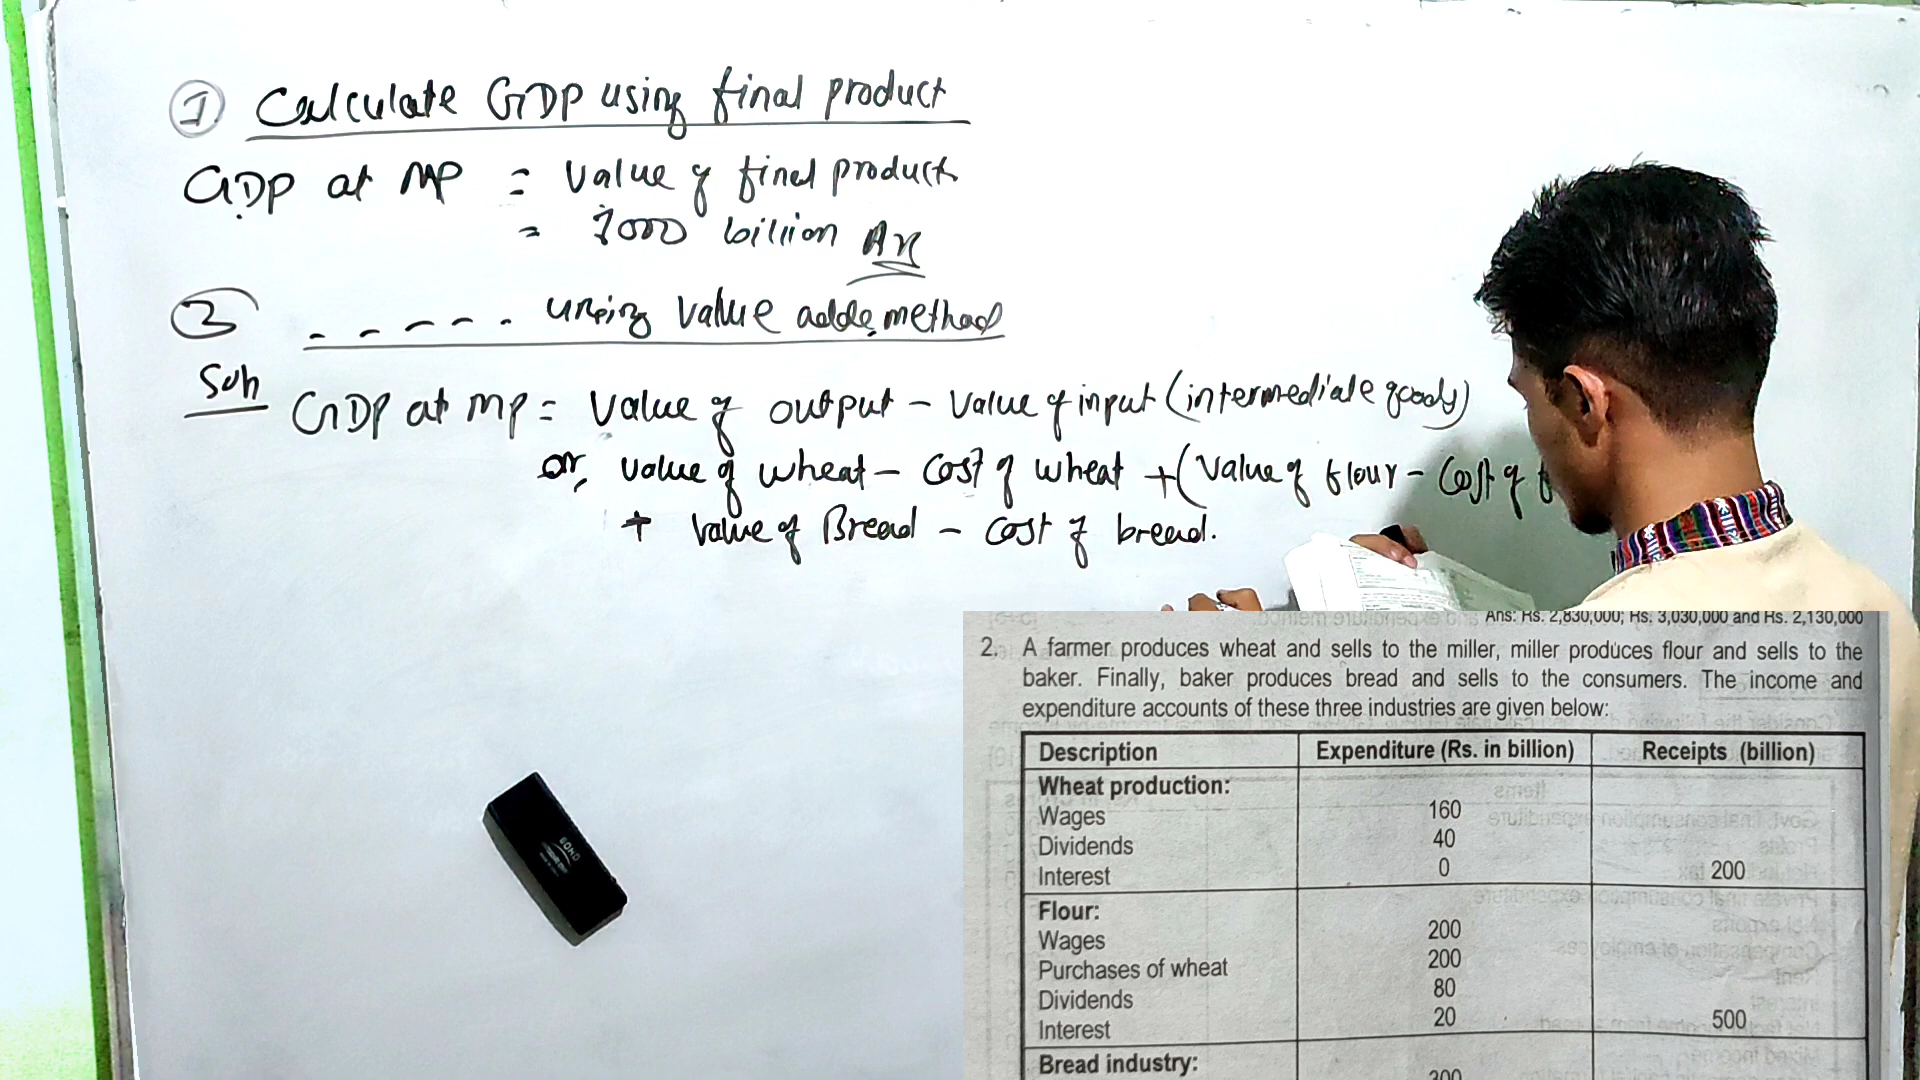 1 Calculate GDP using final product
GDP at MP = Value of final product
= 7000 billion
2 - - - - - using value added method
Soln
GDP at MP = Value of output - Value of input (intermediate goods)
or, value of wheat - Cost of wheat + (Value of flour - Cost of
+ Value of Bread - Cost of bread.
BOND
Ans: Rs. 2,830,000; Rs. 3,030,000 and Rs. 2,130,000
2. A farmer produces wheat and sells to the miller, miller produces flour and sells to the
baker. Finally, baker produces bread and sells to the consumers. The income and
expenditure accounts of these three industries are given below:
Description Expenditure (Rs. in billion) Receipts (billion)
Wheat production:
Wages 160
Dividends 40
Interest 0 200
Flour:
Wages 200
Purchases of wheat 200
Dividends 80
Interest 20 500
Bread industry: